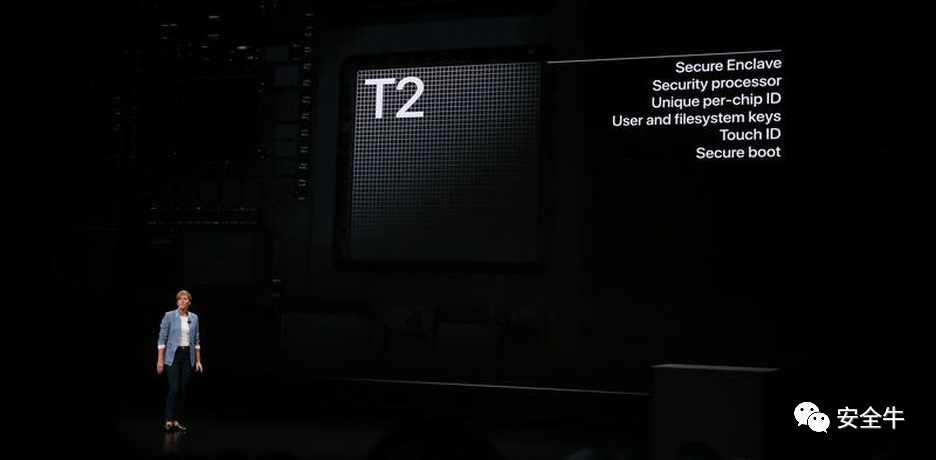 T2
Secure Enclave
Security processor
Unique per-chip ID
User and filesystem keys
Touch ID
Secure boot
安全牛